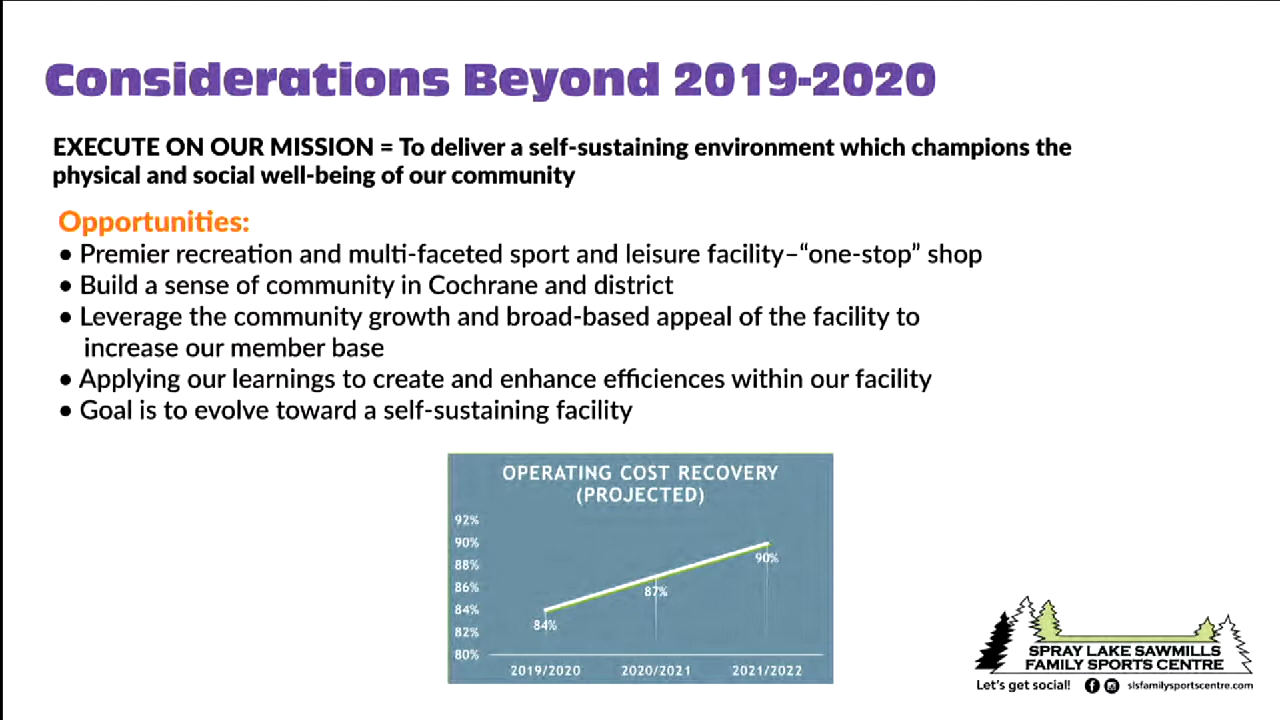 Considerations Beyond 2019-2020
EXECUTE ON OUR MISSION = To deliver a self-sustaining environment which champions the
physical and social well-being of our community
Opportunities:
• Premier recreation and multi-faceted sport and leisure facility–“one-stop” shop
• Build a sense of community in Cochrane and district
• Leverage the community growth and broad-based appeal of the facility to
increase our member base
• Applying our learnings to create and enhance efficiences within our facility
• Goal is to evolve toward a self-sustaining facility
OPERATING COST RECOVERY
(PROJECTED)
92%
90%
88%
86%
84%
82%
80%
84%
87%
90%
2019/2020 2020/2021 2021/2022
SPRAY LAKE SAWMILLS
FAMILY SPORTS CENTRE
Let's get social! slsfamilysportscentre.com